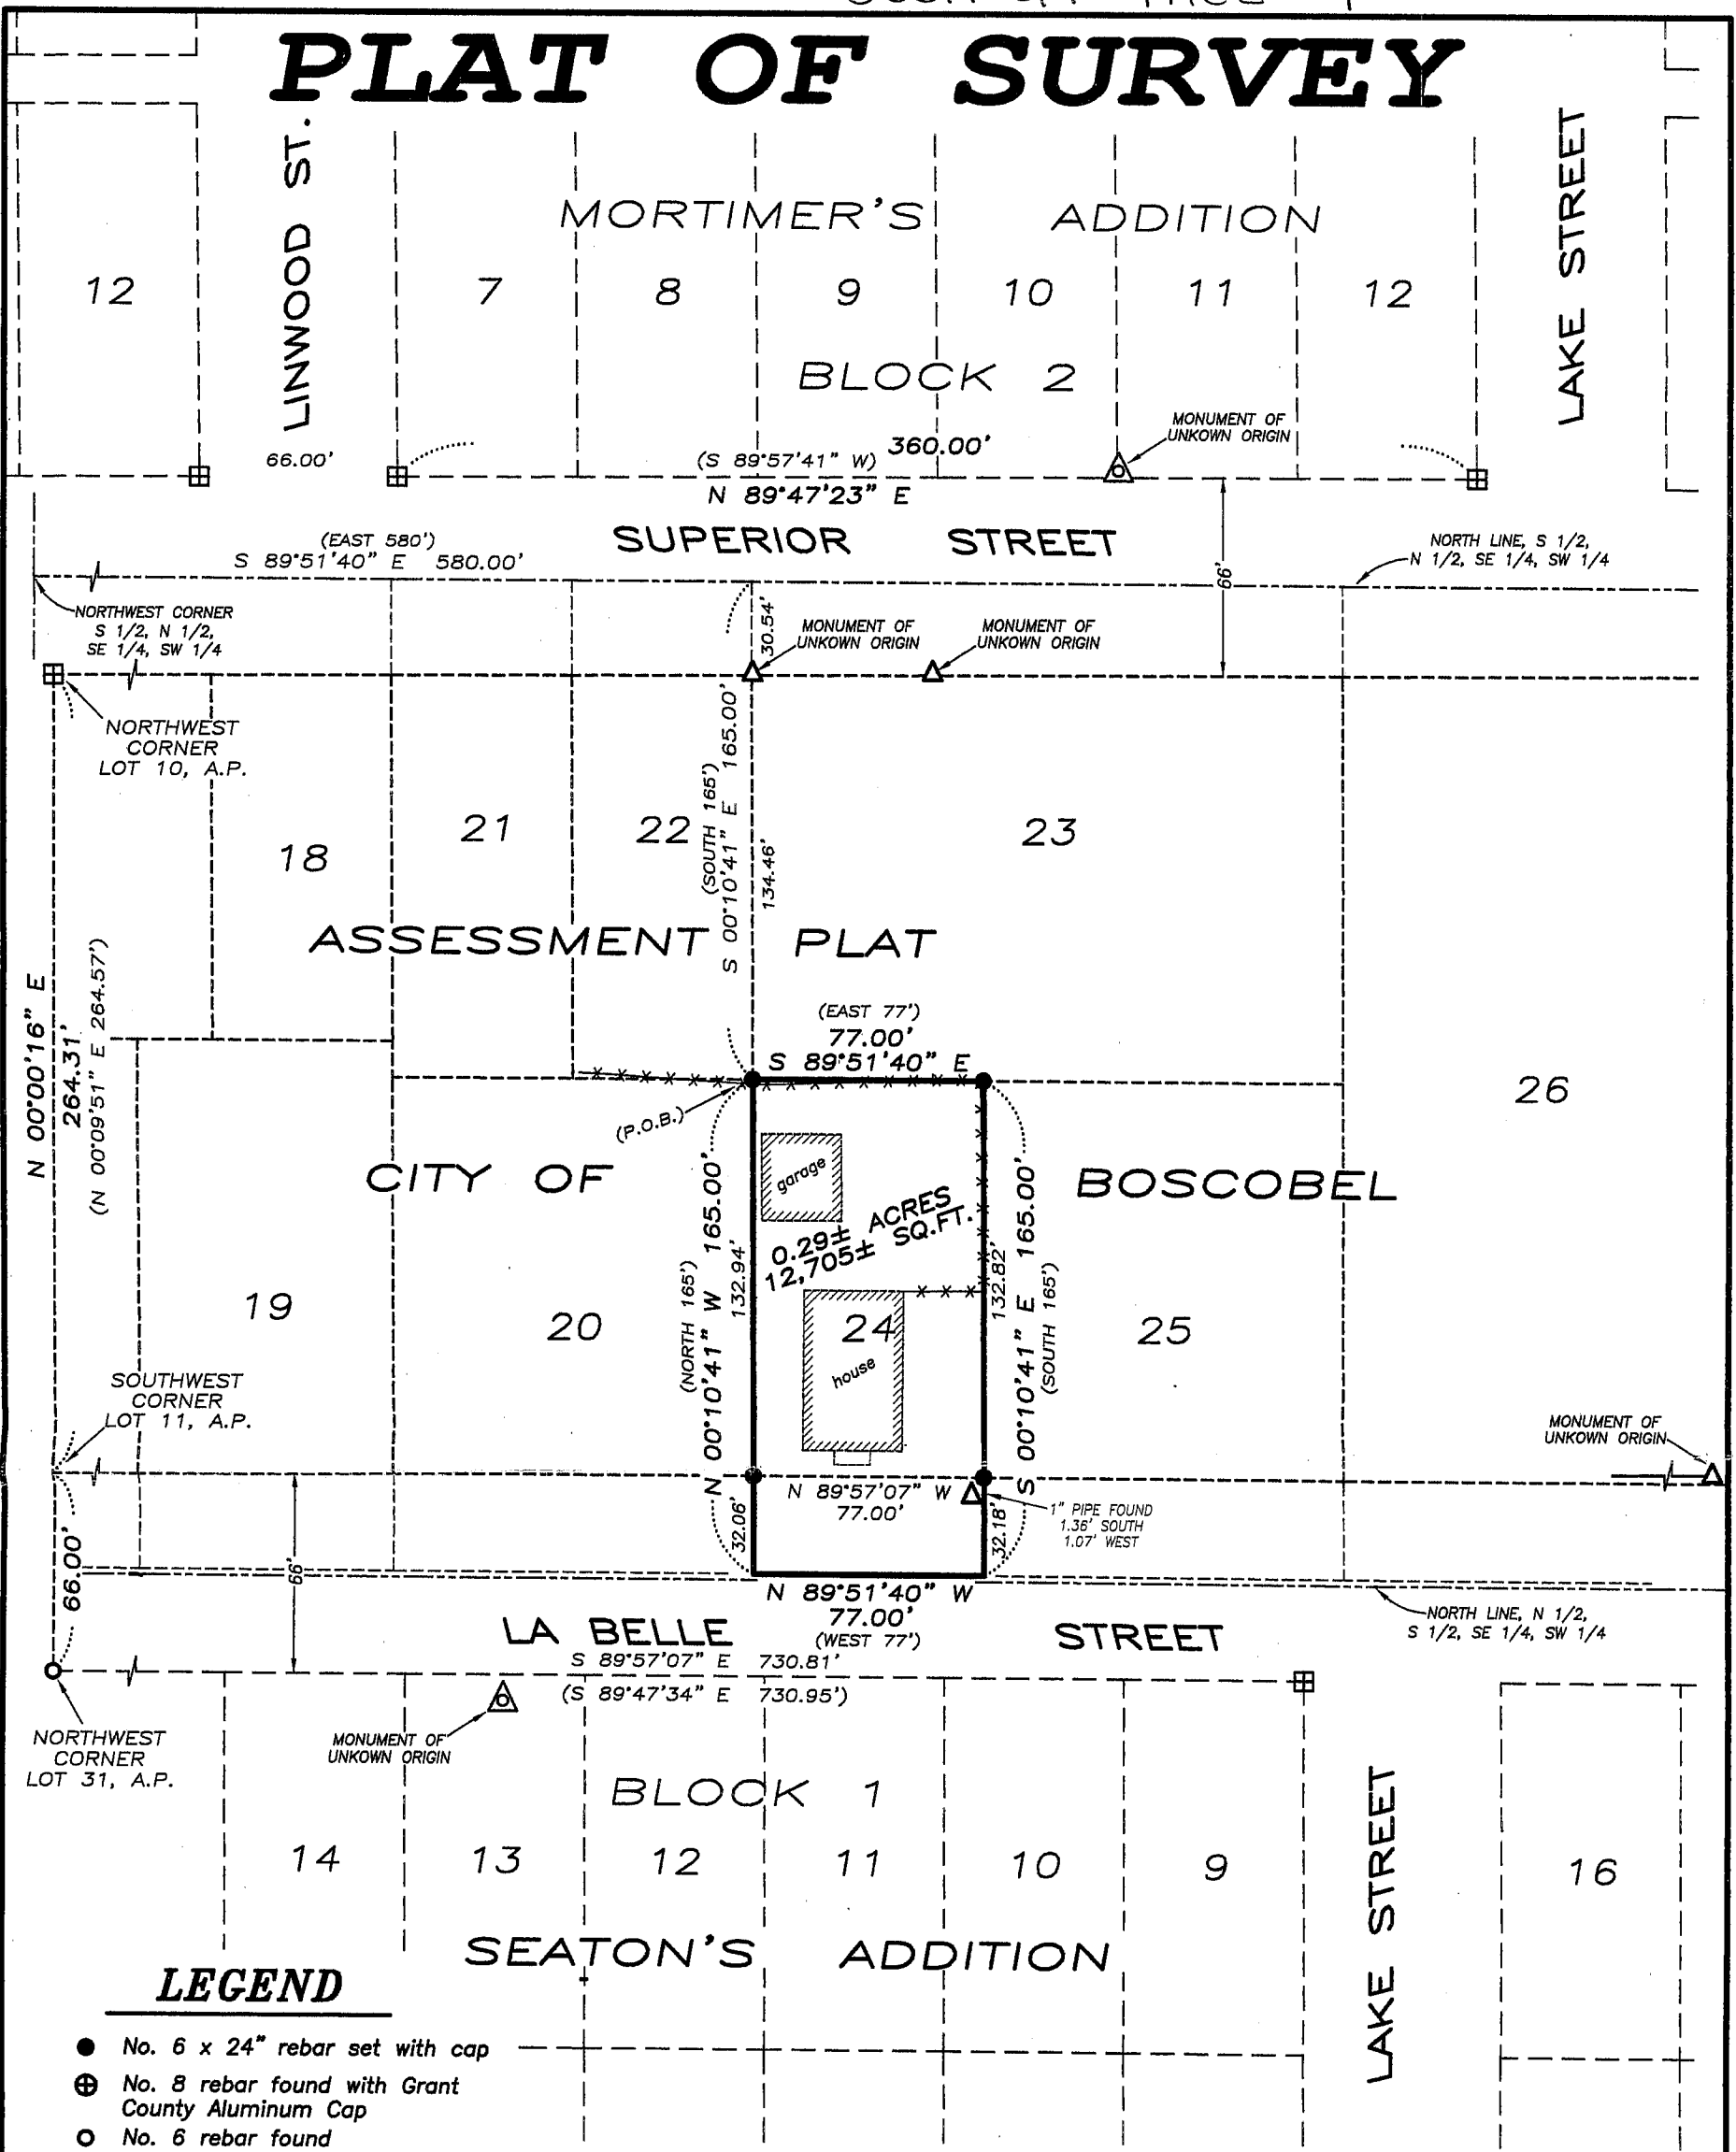 PLAT OF SURVEY
LINWOOD ST.
LAKE STREET
MORTIMER'S ADDITION
12
7
8
9
10
11
12
BLOCK 2
MONUMENT OF
UNKOWN ORIGIN
66.00'
(S 89°57'41" W) 360.00'
N 89°47'23" E
SUPERIOR STREET
(EAST 580')
S 89°51'40" E 580.00'
NORTH LINE, S 1/2,
N 1/2, SE 1/4, SW 1/4
66'
NORTHWEST CORNER
S 1/2, N 1/2,
SE 1/4, SW 1/4
30.54'
MONUMENT OF
UNKOWN ORIGIN
MONUMENT OF
UNKOWN ORIGIN
NORTHWEST
CORNER
LOT 10, A.P.
18
21
22
23
(SOUTH 165')
S 00°10'41" E 165.00'
134.46'
ASSESSMENT PLAT
N 00°00'16" E
264.31'
(N 00°09'51" E 264.57')
(EAST 77')
77.00'
S 89°51'40" E
26
(P.O.B.)
CITY OF BOSCOBEL
garage
0.29± ACRES
12,705± SQ.FT.
(NORTH 165')
N 00°10'41" W 165.00'
132.94'
132.82'
S 00°10'41" E 165.00'
(SOUTH 165')
19
20
24
25
house
SOUTHWEST
CORNER
LOT 11, A.P.
MONUMENT OF
UNKOWN ORIGIN
N 89°57'07" W
77.00'
1" PIPE FOUND
1.36' SOUTH
1.07' WEST
32.06'
32.18'
66.00'
66'
N 89°51'40" W
77.00'
(WEST 77')
NORTH LINE, N 1/2,
S 1/2, SE 1/4, SW 1/4
LA BELLE STREET
S 89°57'07" E 730.81'
(S 89°47'34" E 730.95')
NORTHWEST
CORNER
LOT 31, A.P.
MONUMENT OF
UNKOWN ORIGIN
BLOCK 1
14
13
12
11
10
9
16
LAKE STREET
SEATON'S ADDITION
LEGEND
No. 6 x 24" rebar set with cap
No. 8 rebar found with Grant
County Aluminum Cap
No. 6 rebar found